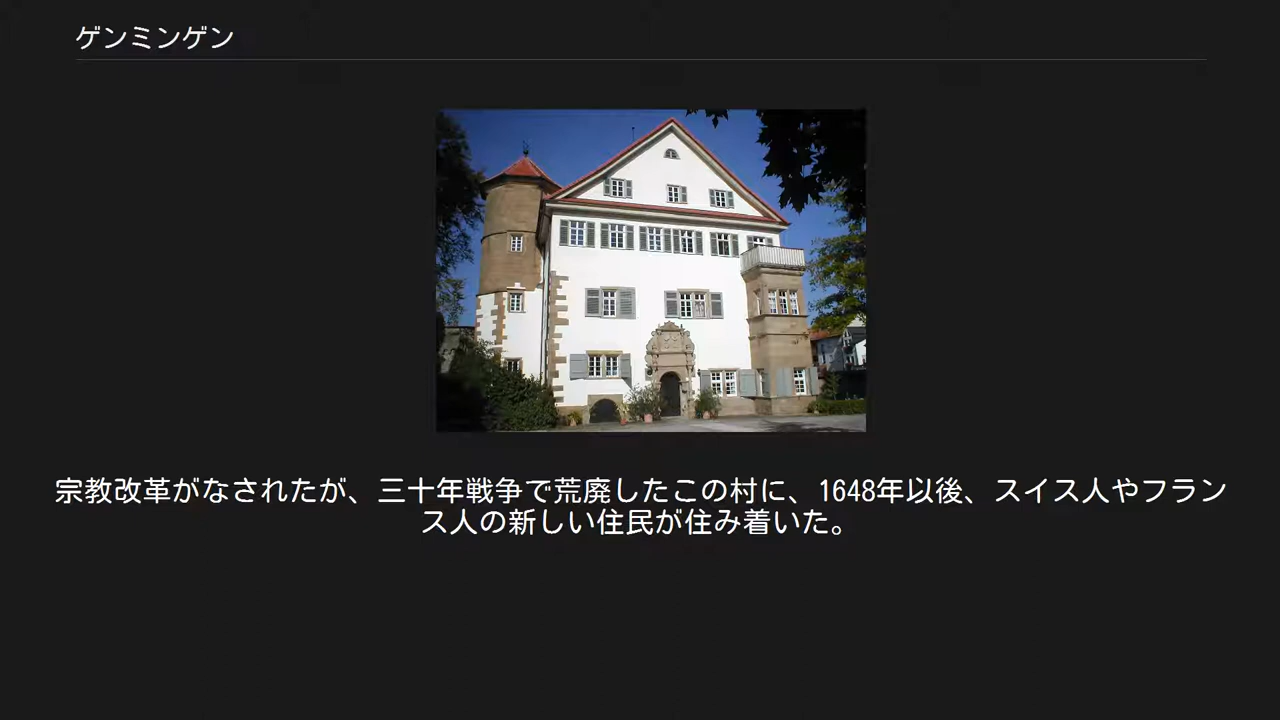 ゲンミンゲン
宗教改革がなされたが、三十年戦争で荒廃したこの村に、1648年以後、スイス人やフラン
ス人の新しい住民が住み着いた。